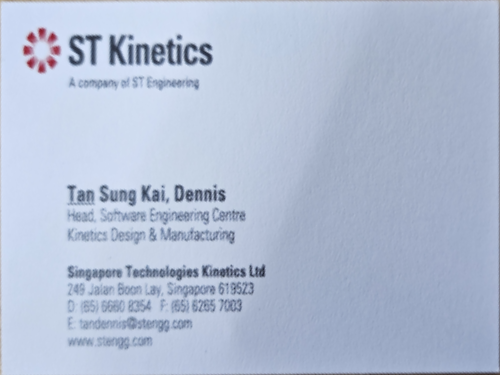 ST Kinetics
A company of ST Engineering
Tan Sung Kai, Dennis
Head, Software Engineering Centre
Kinetics Design & Manufacturing
Singapore Technologies Kinetics Ltd
249 Jalan Boon Lay, Singapore 619523
D: (65) 6660 8354 F: (65) 6265 7003
E: tandennis@stengg.com
www.stengg.com